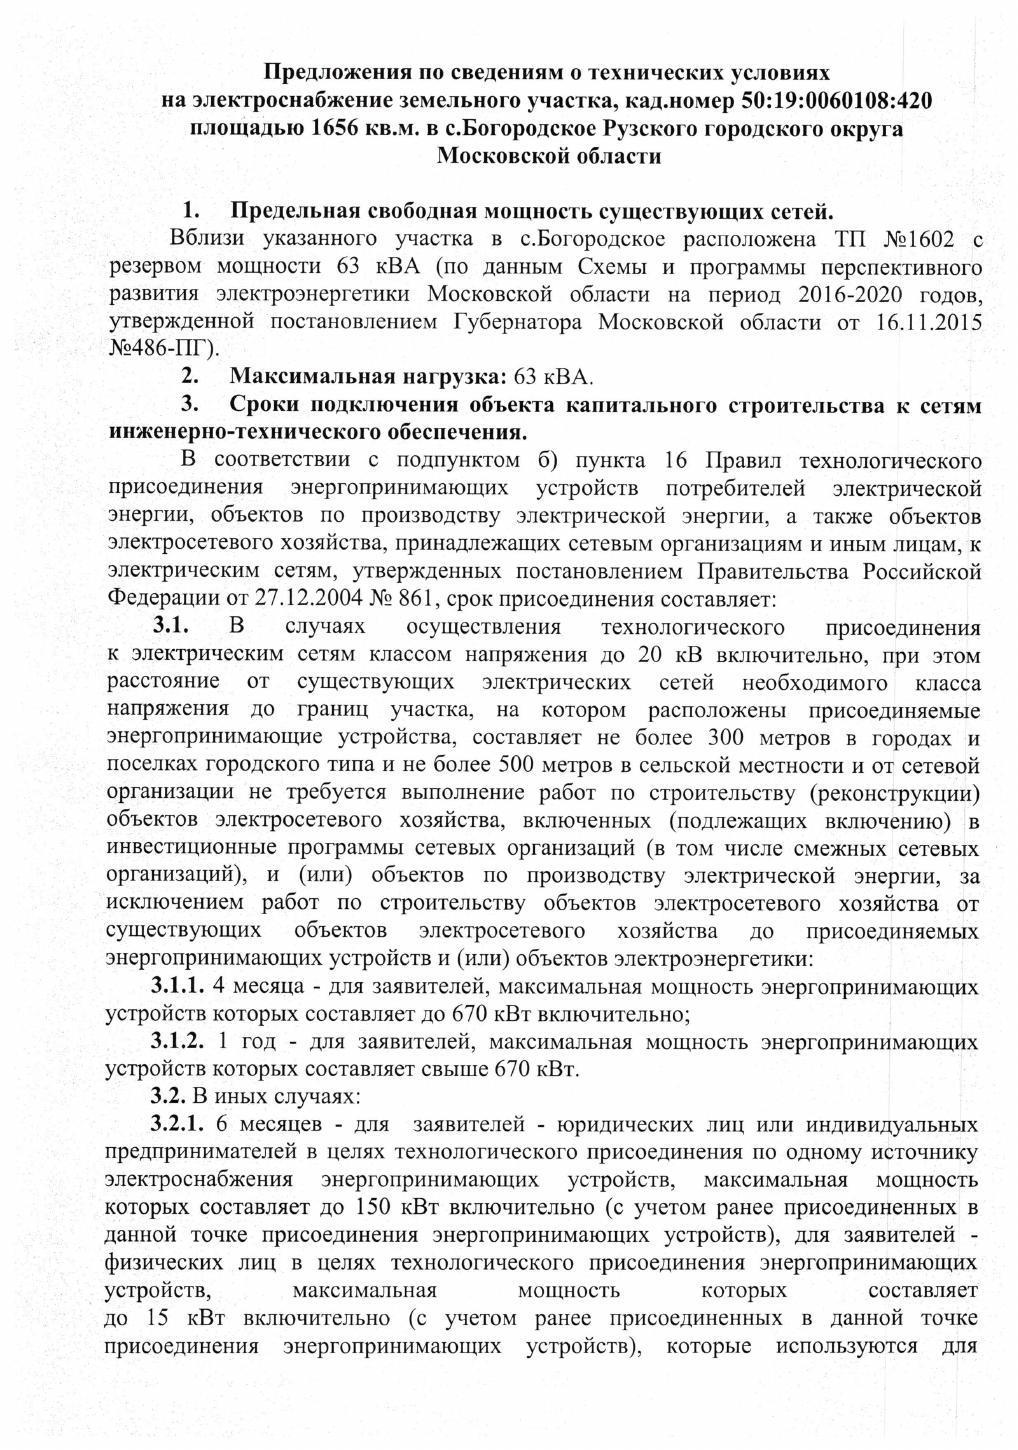 Предложения по сведениям о технических условиях
на электроснабжение земельного участка, кад.номер 50:19:0060108:420
площадью 1656 кв.м. в с.Богородское Рузского городского округа
Московской области
1. Предельная свободная мощность существующих сетей.
Вблизи указанного участка в с.Богородское расположена ТП №1602 с
резервом мощности 63 кВА (по данным Схемы и программы перспективного
развития электроэнергетики Московской области на период 2016-2020 годов,
утвержденной постановлением Губернатора Московской области от 16.11.2015
№486-ПГ).
2. Максимальная нагрузка: 63 кВА.
3. Сроки подключения объекта капитального строительства к сетям
инженерно-технического обеспечения.
В соответствии с подпунктом б) пункта 16 Правил технологического
присоединения энергопринимающих устройств потребителей электрической
энергии, объектов по производству электрической энергии, а также объектов
электросетевого хозяйства, принадлежащих сетевым организациям и иным лицам, к
электрическим сетям, утвержденных постановлением Правительства Российской
Федерации от 27.12.2004 № 861, срок присоединения составляет:
3.1. В случаях осуществления технологического присоединения
к электрическим сетям классом напряжения до 20 кВ включительно, при этом
расстояние от существующих электрических сетей необходимого класса
напряжения до границ участка, на котором расположены присоединяемые
энергопринимающие устройства, составляет не более 300 метров в городах и
поселках городского типа и не более 500 метров в сельской местности и от сетевой
организации не требуется выполнение работ по строительству (реконструкции)
объектов электросетевого хозяйства, включенных (подлежащих включению) в
инвестиционные программы сетевых организаций (в том числе смежных сетевых
организаций), и (или) объектов по производству электрической энергии, за
исключением работ по строительству объектов электросетевого хозяйства от
существующих объектов электросетевого хозяйства до присоединяемых
энергопринимающих устройств и (или) объектов электроэнергетики:
3.1.1. 4 месяца - для заявителей, максимальная мощность энергопринимающих
устройств которых составляет до 670 кВт включительно;
3.1.2. 1 год - для заявителей, максимальная мощность энергопринимающих
устройств которых составляет свыше 670 кВт.
3.2. В иных случаях:
3.2.1. 6 месяцев - для заявителей - юридических лиц или индивидуальных
предпринимателей в целях технологического присоединения по одному источнику
электроснабжения энергопринимающих устройств, максимальная мощность
которых составляет до 150 кВт включительно (с учетом ранее присоединенных в
данной точке присоединения энергопринимающих устройств), для заявителей -
физических лиц в целях технологического присоединения энергопринимающих
устройств, максимальная мощность которых составляет
до 15 кВт включительно (с учетом ранее присоединенных в данной точке
присоединения энергопринимающих устройств), которые используются для